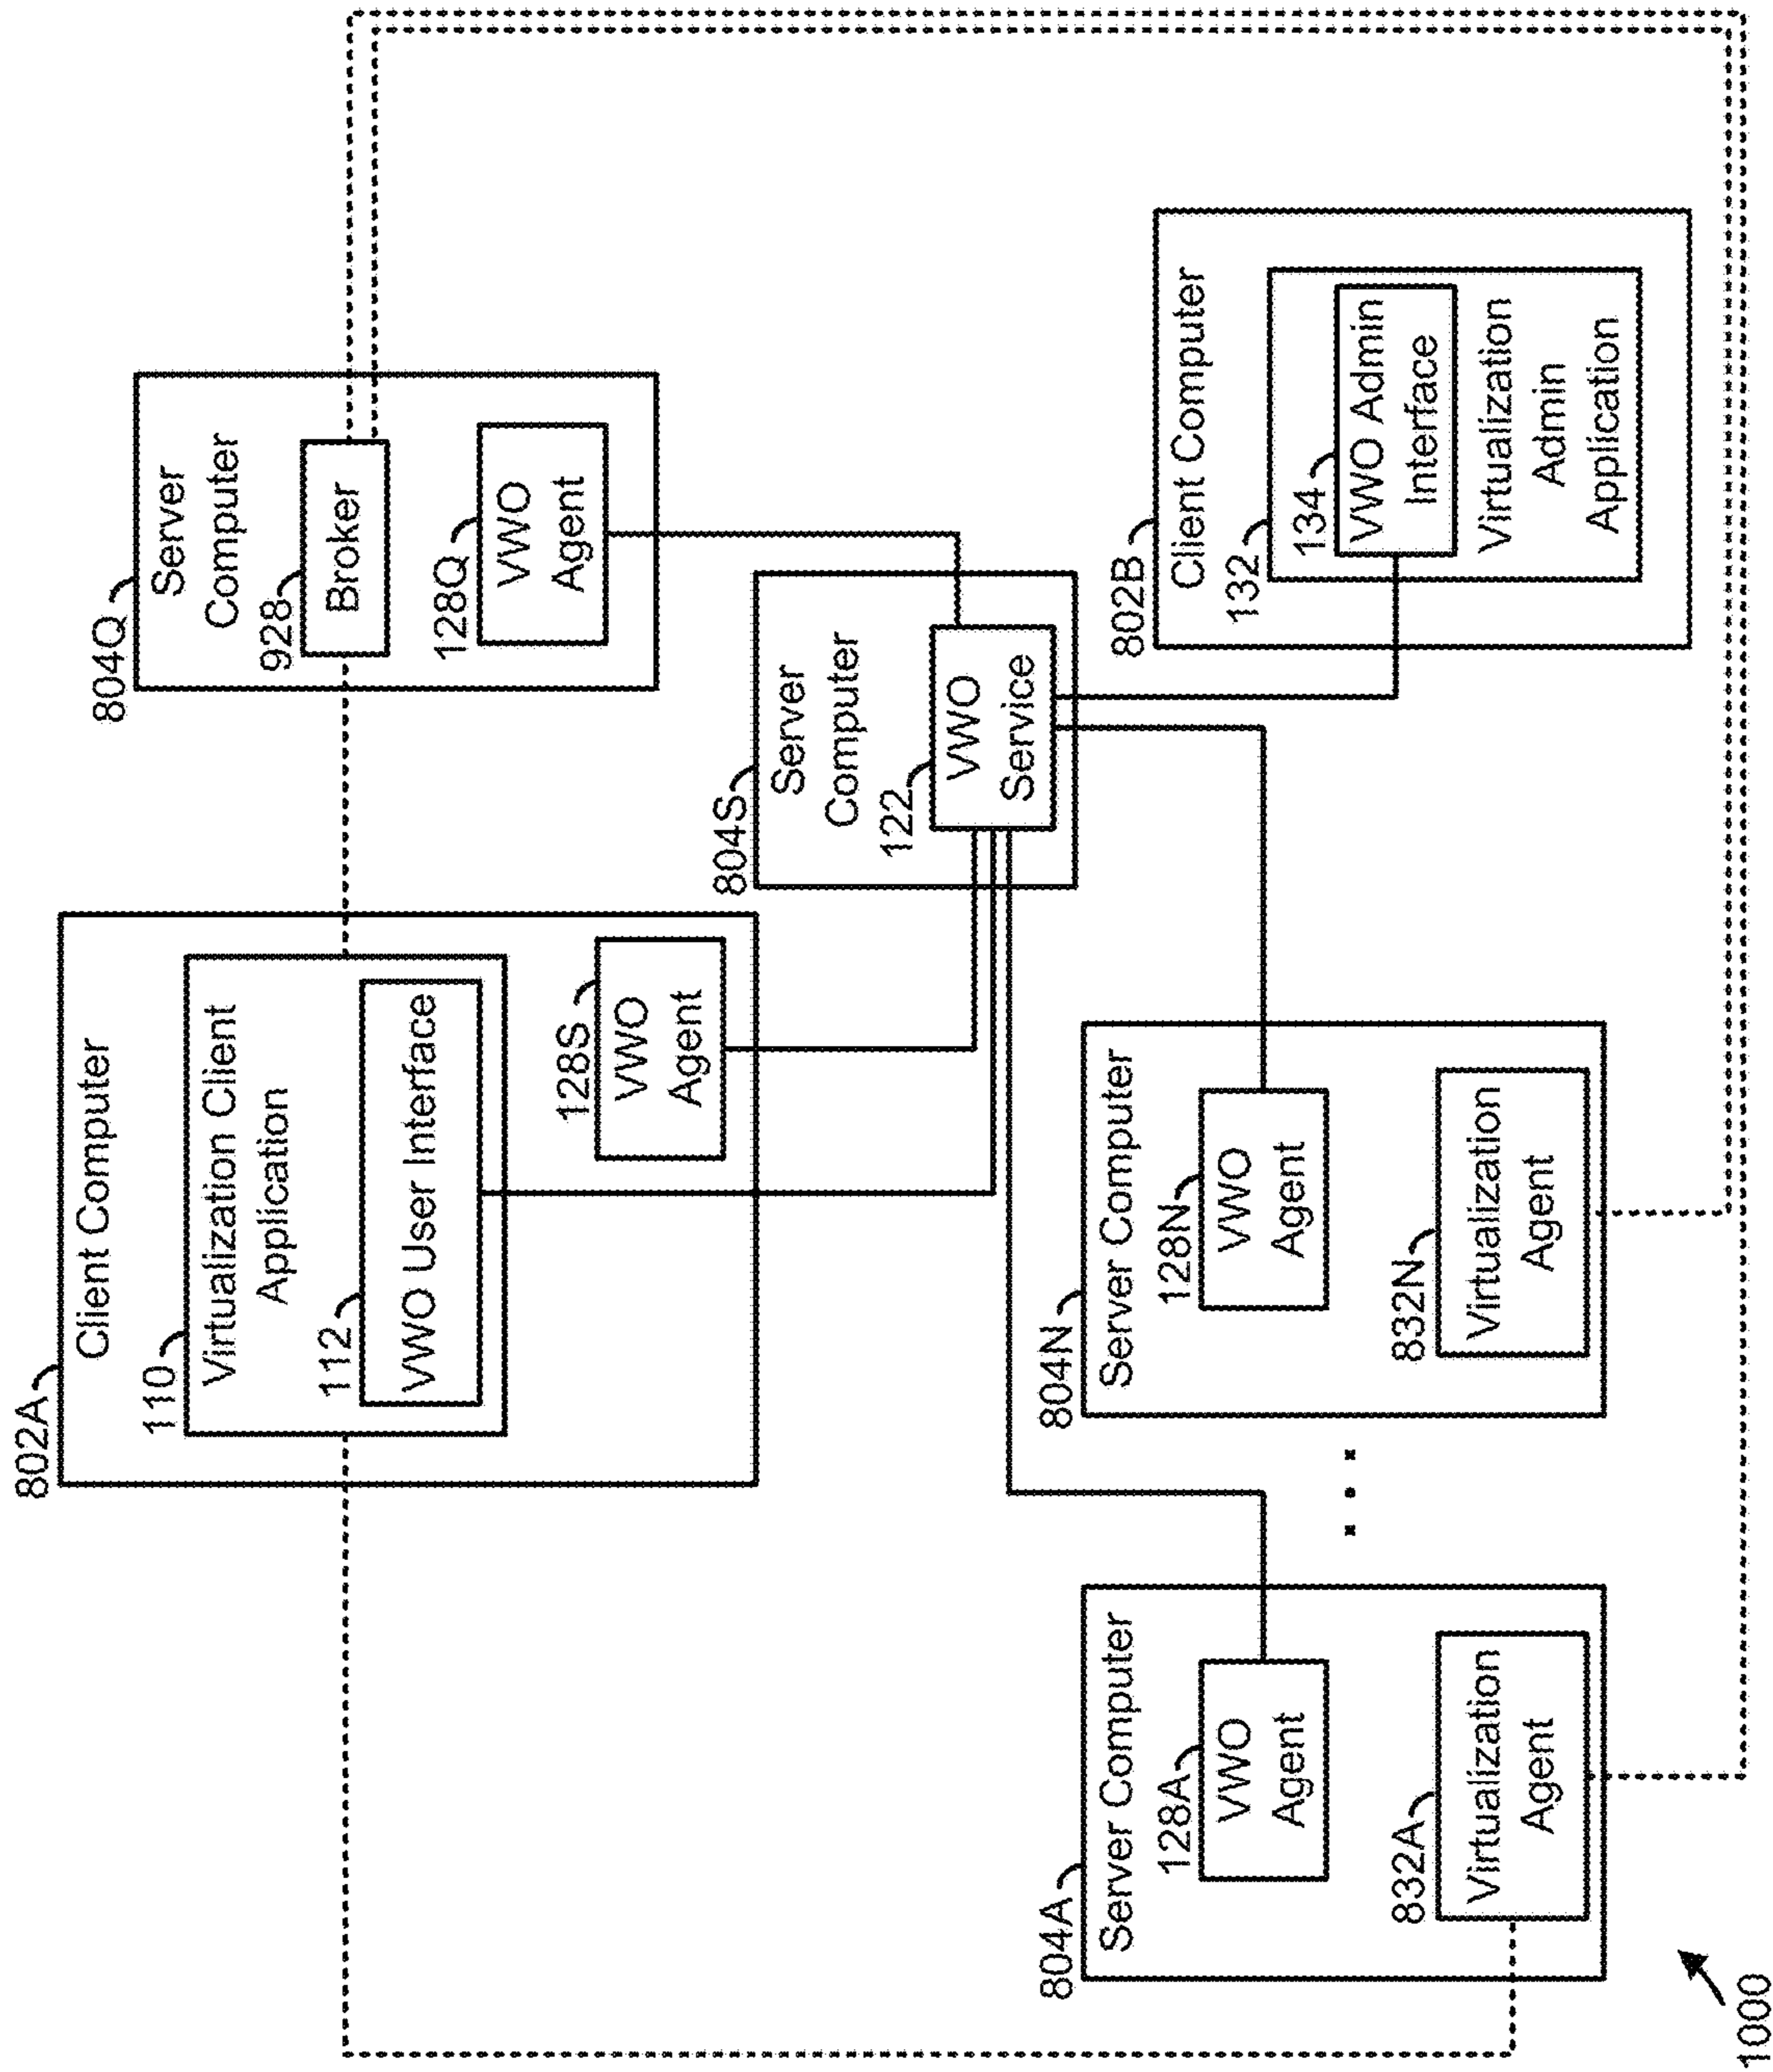 802A
Client Computer
110
Virtualization Client
Application
112
VWO User Interface
128S
VWO
Agent
804Q
Server
Computer
928
Broker
128Q
VWO
Agent
804S
Server
Computer
122
VWO
Service
804A
Server Computer
128A
VWO
Agent
832A
Virtualization
Agent
804N
Server Computer
128N
VWO
Agent
832N
Virtualization
Agent
802B
Client Computer
132
134
VWO Admin
Interface
Virtualization
Admin
Application
1000